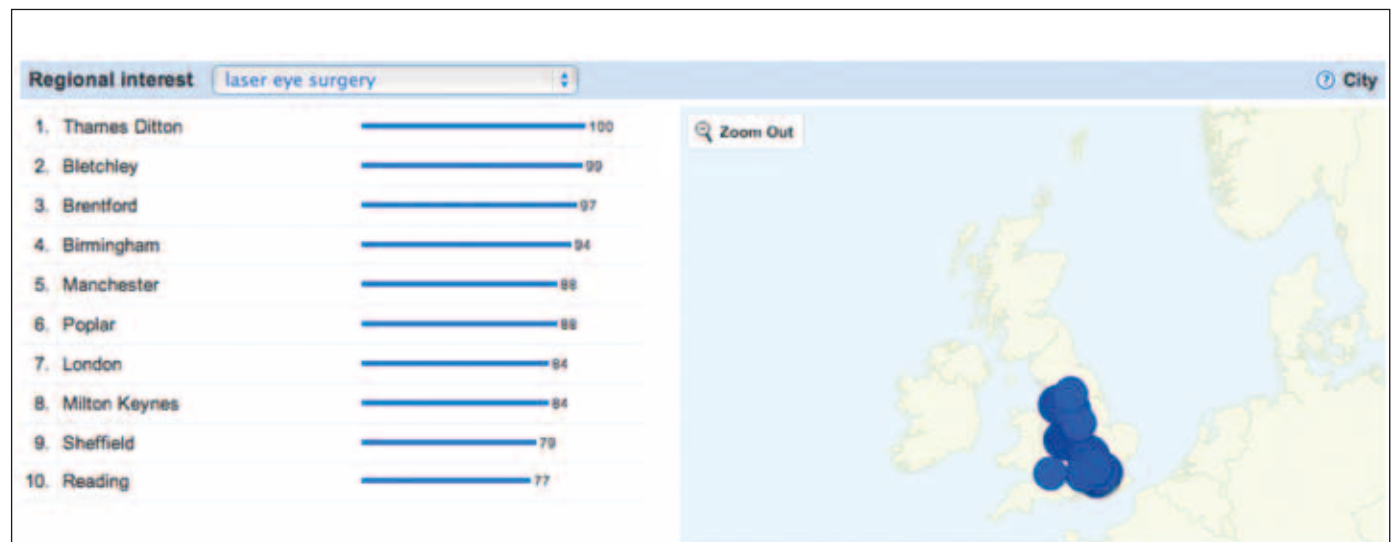 Regional interest laser eye surgery ? City
1. Thames Ditton 100
2. Bletchley 99
3. Brentford 97
4. Birmingham 94
5. Manchester 88
6. Poplar 88
7. London 84
8. Milton Keynes 84
9. Sheffield 79
10. Reading 77
Zoom Out